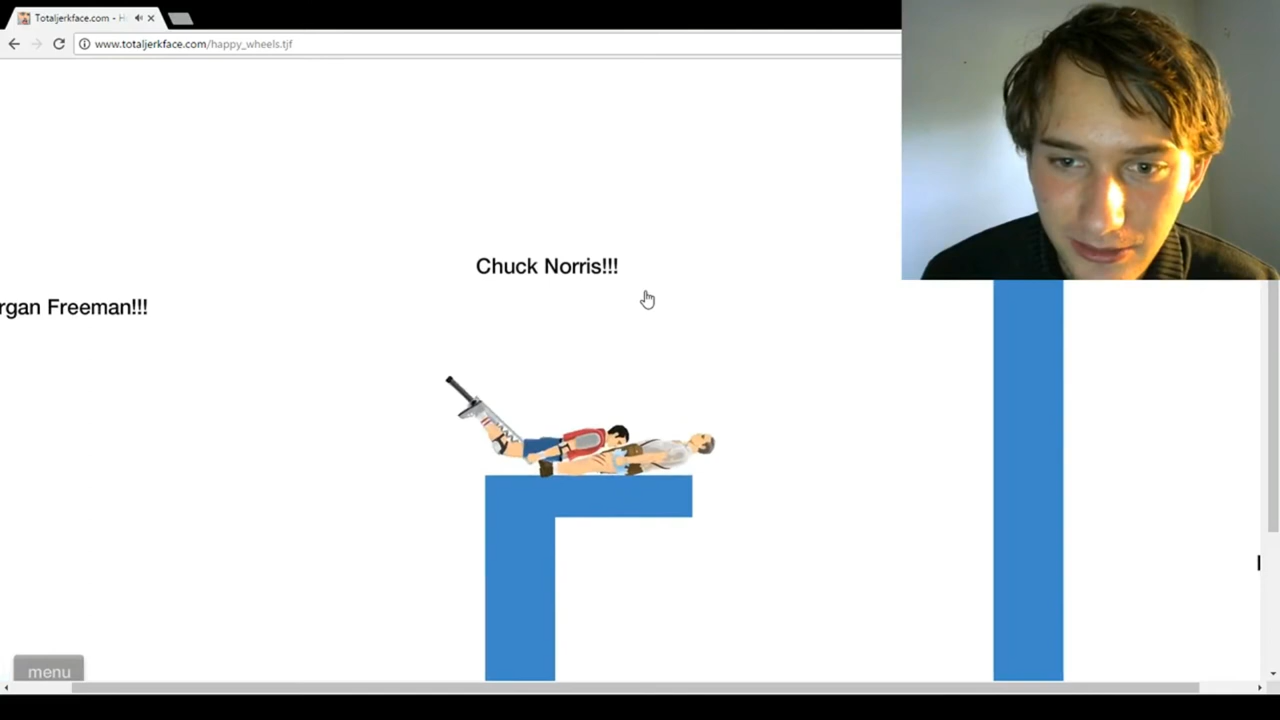 Totaljerkface.com - H
www.totaljerkface.com/happy_wheels.tjf
Chuck Norris!!!
rgan Freeman!!!
menu